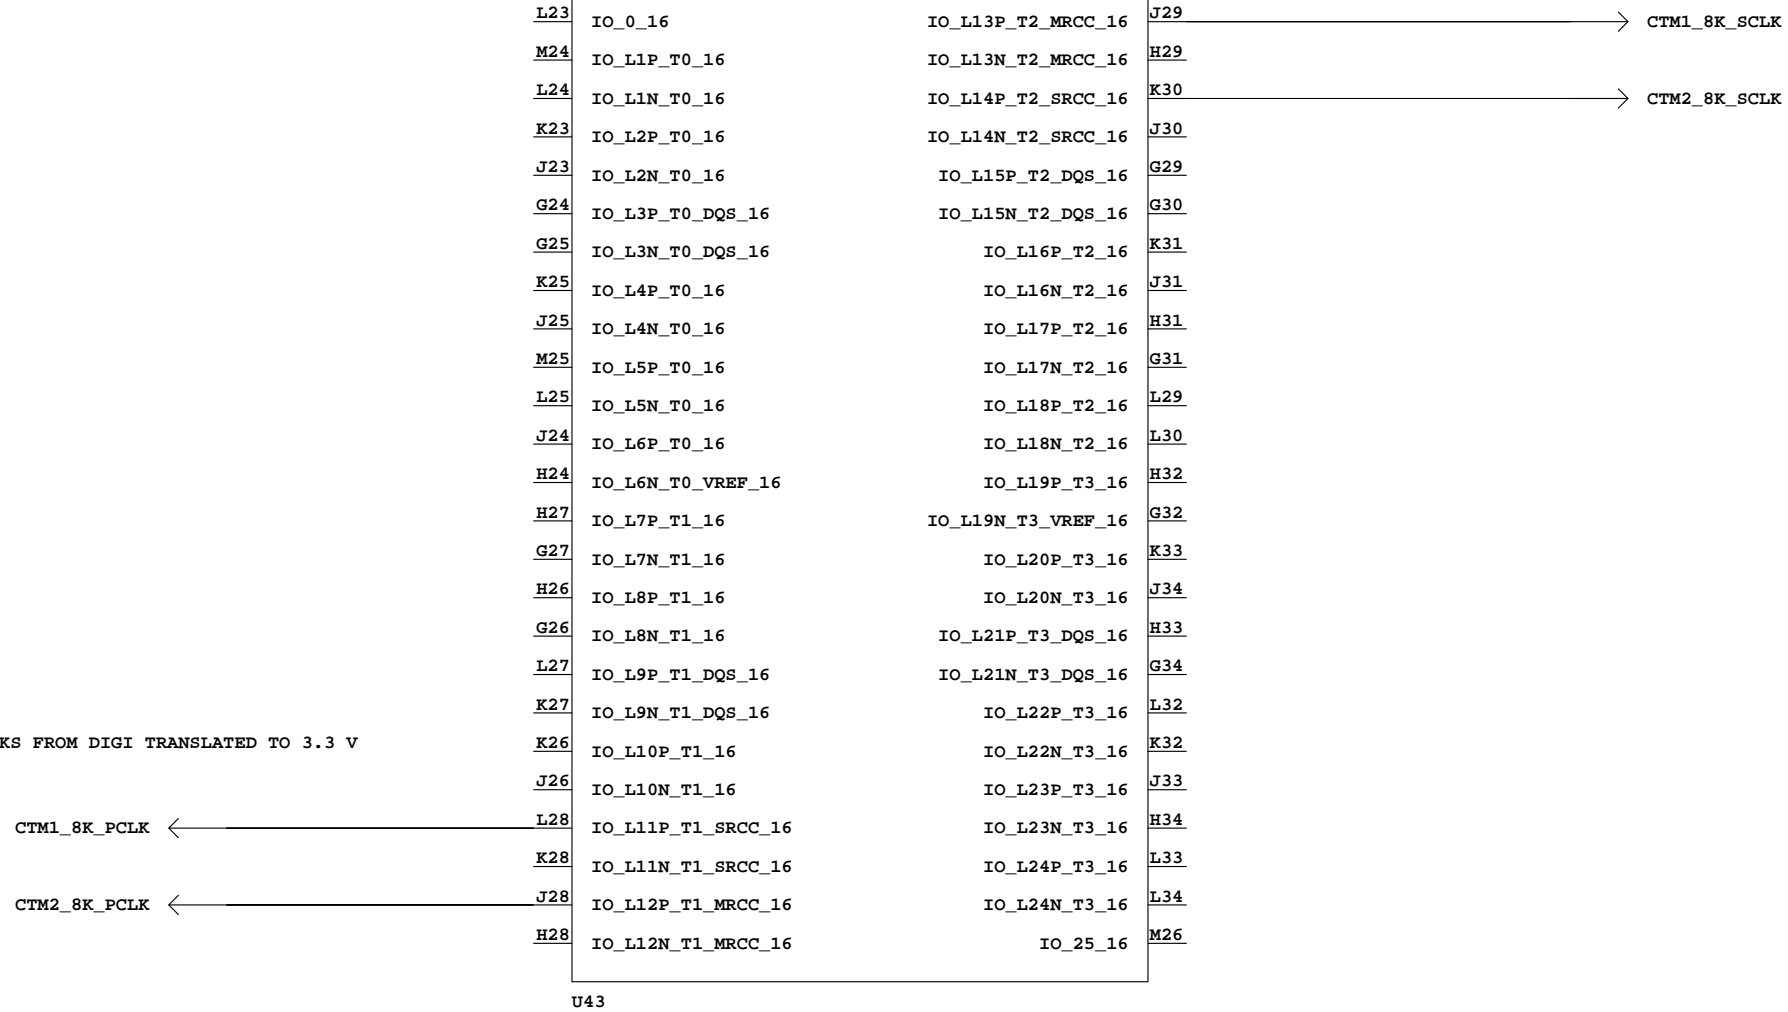 L23 IO_0_16 IO_L13P_T2_MRCC_16 J29 CTM1_8K_SCLK
M24 IO_L1P_T0_16 IO_L13N_T2_MRCC_16 H29
L24 IO_L1N_T0_16 IO_L14P_T2_SRCC_16 K30 CTM2_8K_SCLK
K23 IO_L2P_T0_16 IO_L14N_T2_SRCC_16 J30
J23 IO_L2N_T0_16 IO_L15P_T2_DQS_16 G29
G24 IO_L3P_T0_DQS_16 IO_L15N_T2_DQS_16 G30
G25 IO_L3N_T0_DQS_16 IO_L16P_T2_16 K31
K25 IO_L4P_T0_16 IO_L16N_T2_16 J31
J25 IO_L4N_T0_16 IO_L17P_T2_16 H31
M25 IO_L5P_T0_16 IO_L17N_T2_16 G31
L25 IO_L5N_T0_16 IO_L18P_T2_16 L29
J24 IO_L6P_T0_16 IO_L18N_T2_16 L30
H24 IO_L6N_T0_VREF_16 IO_L19P_T3_16 H32
H27 IO_L7P_T1_16 IO_L19N_T3_VREF_16 G32
G27 IO_L7N_T1_16 IO_L20P_T3_16 K33
H26 IO_L8P_T1_16 IO_L20N_T3_16 J34
G26 IO_L8N_T1_16 IO_L21P_T3_DQS_16 H33
L27 IO_L9P_T1_DQS_16 IO_L21N_T3_DQS_16 G34
K27 IO_L9N_T1_DQS_16 IO_L22P_T3_16 L32
KS FROM DIGI TRANSLATED TO 3.3 V K26 IO_L10P_T1_16 IO_L22N_T3_16 K32
J26 IO_L10N_T1_16 IO_L23P_T3_16 J33
CTM1_8K_PCLK L28 IO_L11P_T1_SRCC_16 IO_L23N_T3_16 H34
K28 IO_L11N_T1_SRCC_16 IO_L24P_T3_16 L33
CTM2_8K_PCLK J28 IO_L12P_T1_MRCC_16 IO_L24N_T3_16 L34
H28 IO_L12N_T1_MRCC_16 IO_25_16 M26
U43